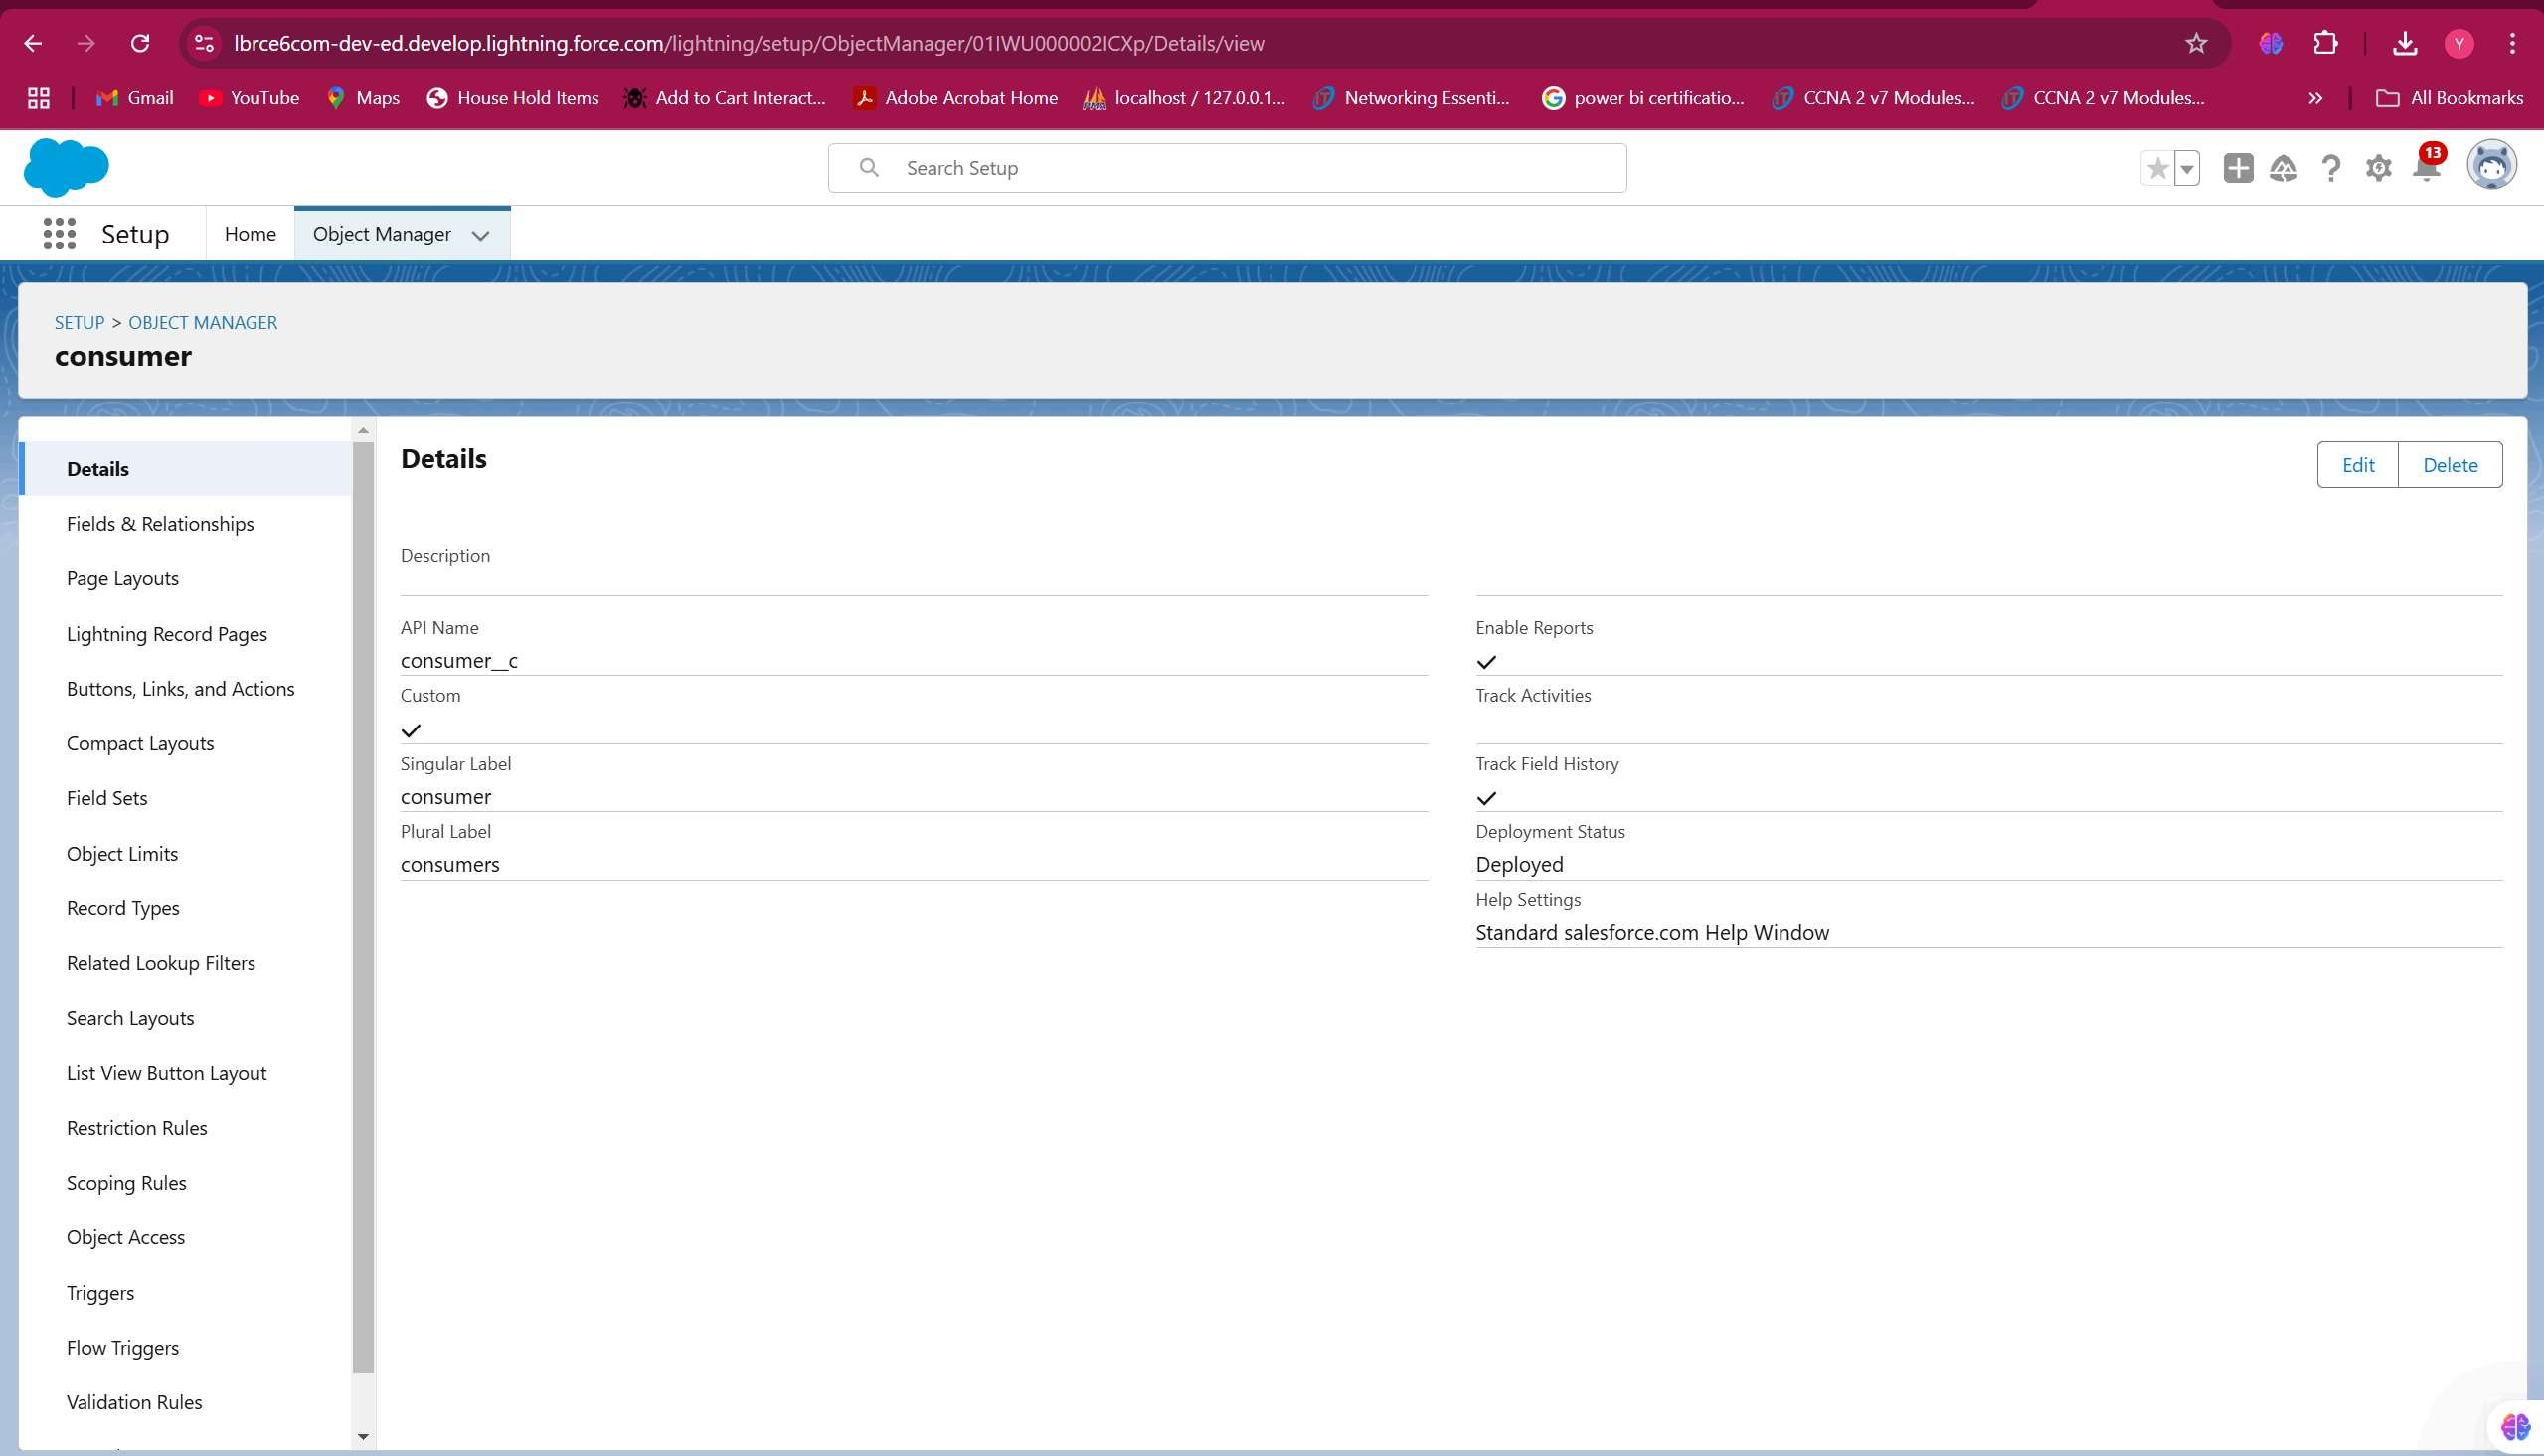 lbrce6com-dev-ed.develop.lightning.force.com/lightning/setup/ObjectManager/01IWU000002ICXp/Details/view
Y
Gmail
YouTube
Maps
House Hold Items
Add to Cart Interact...
Adobe Acrobat Home
localhost / 127.0.0.1...
Networking Essenti...
power bi certificatio...
CCNA 2 v7 Modules...
CCNA 2 v7 Modules...
All Bookmarks
Search Setup
13
Setup
Home
Object Manager
SETUP > OBJECT MANAGER
consumer
Details
Fields & Relationships
Page Layouts
Lightning Record Pages
Buttons, Links, and Actions
Compact Layouts
Field Sets
Object Limits
Record Types
Related Lookup Filters
Search Layouts
List View Button Layout
Restriction Rules
Scoping Rules
Object Access
Triggers
Flow Triggers
Validation Rules
Details
Edit
Delete
Description
API Name
consumer__c
Custom
Singular Label
consumer
Plural Label
consumers
Enable Reports
Track Activities
Track Field History
Deployment Status
Deployed
Help Settings
Standard salesforce.com Help Window